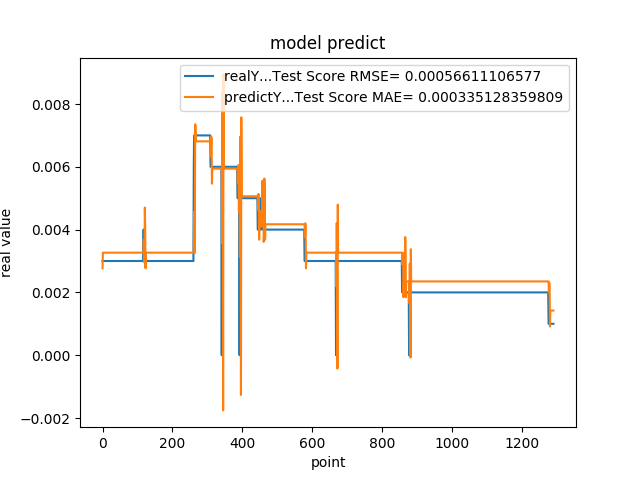 model predict
realY...Test Score RMSE= 0.00056611106577
predictY...Test Score MAE= 0.000335128359809
0.008
0.006
0.004
0.002
0.000
−0.002
real value
0 200 400 600 800 1000 1200
point